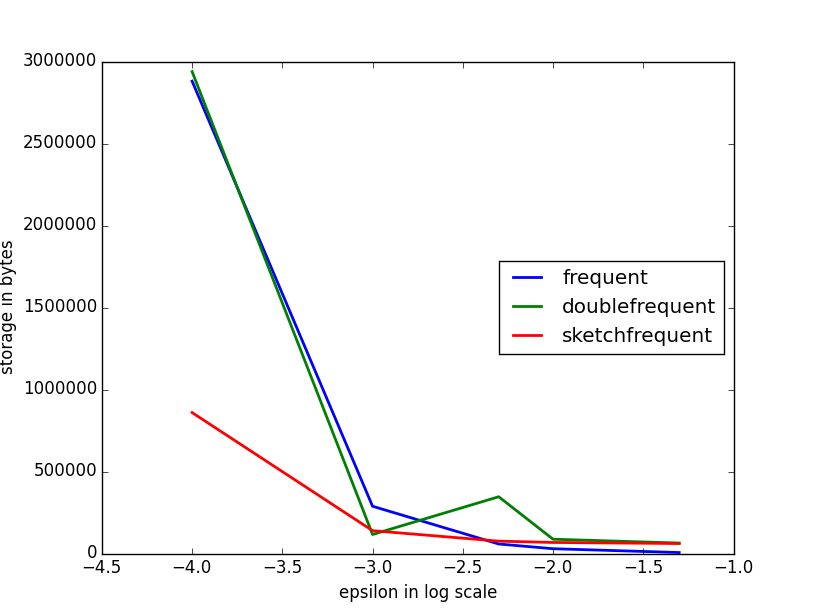 3000000
2500000
2000000
1500000
1000000
500000
0
storage in bytes
frequent
doublefrequent
sketchfrequent
−4.5 −4.0 −3.5 −3.0 −2.5 −2.0 −1.5 −1.0
epsilon in log scale